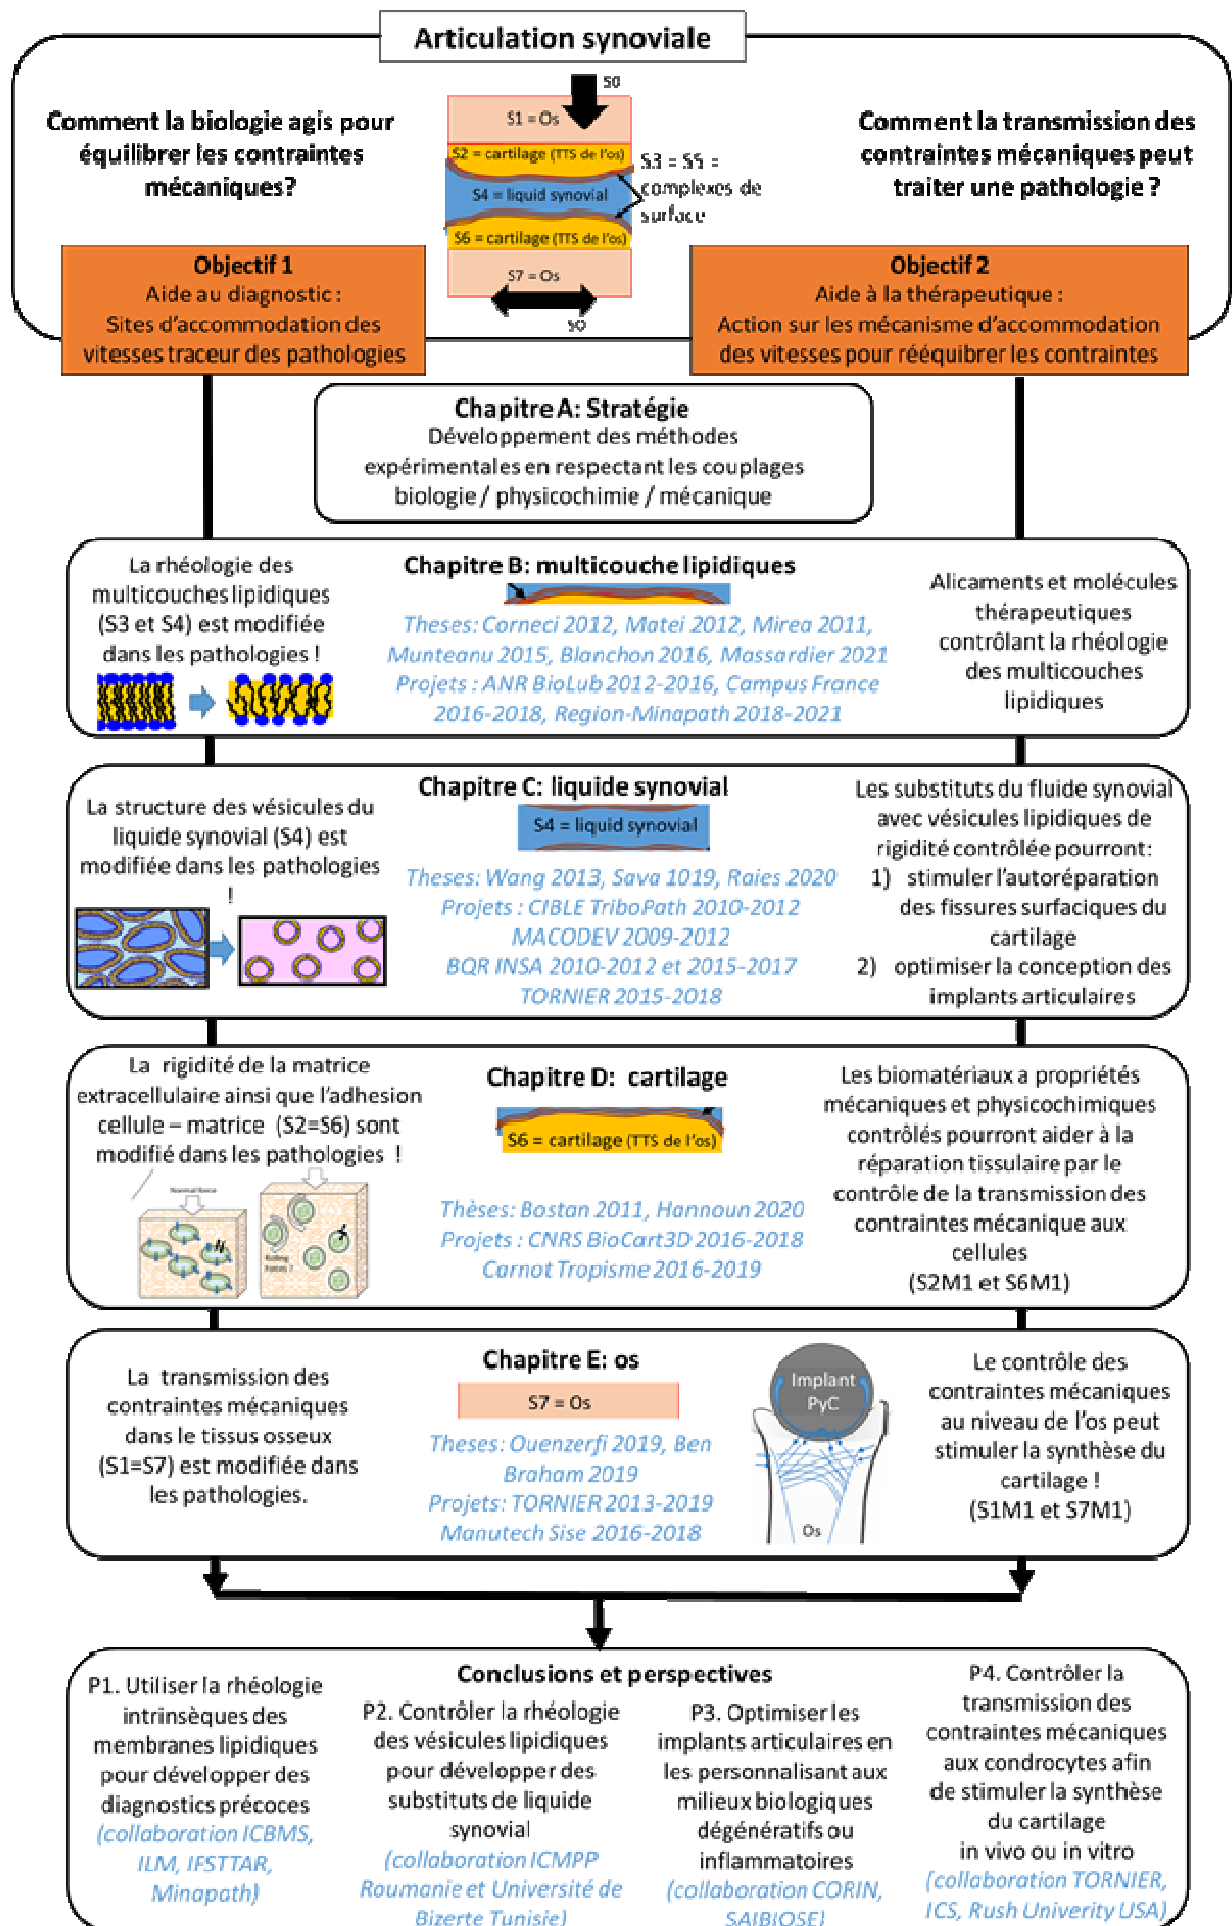 Articulation synoviale
Comment la biologie agis pour
équilibrer les contraintes
mécaniques?
S0
S1 = Os
S2 = cartilage (TTS de l'os)
S4 = liquid synovial
S6 = cartilage (TTS de l'os)
S7 = Os
S0
S3 = S5 =
complexes de
surface
Comment la transmission des
contraintes mécaniques peut
traiter une pathologie ?
Objectif 1
Aide au diagnostic :
Sites d'accommodation des
vitesses traceur des pathologies
Objectif 2
Aide à la thérapeutique :
Action sur les mécanisme d'accommodation
des vitesses pour rééquibrer les contraintes
Chapitre A: Stratégie
Développement des méthodes
expérimentales en respectant les couplages
biologie / physicochimie / mécanique
La rhéologie des
multicouches lipidiques
(S3 et S4) est modifiée
dans les pathologies !
Chapitre B: multicouche lipidiques
Theses: Corneci 2012, Matei 2012, Mirea 2011,
Munteanu 2015, Blanchon 2016, Massardier 2021
Projets : ANR BioLub 2012-2016, Campus France
2016-2018, Region-Minapath 2018-2021
Alicaments et molécules
thérapeutiques
contrôlant la rhéologie
des multicouches
lipidiques
La structure des vésicules du
liquide synovial (S4) est
modifiée dans les pathologies
!
Chapitre C: liquide synovial
S4 = liquid synovial
Theses: Wang 2013, Sava 1019, Raies 2020
Projets : CIBLE TriboPath 2010-2012
MACODEV 2009-2012
BQR INSA 2010-2012 et 2015-2017
TORNIER 2015-2018
Les substituts du fluide synovial
avec vésicules lipidiques de
rigidité contrôlée pourront:
1) stimuler l'autoréparation
des fissures surfaciques du
cartilage
2) optimiser la conception des
implants articulaires
La rigidité de la matrice
extracellulaire ainsi que l'adhesion
cellule – matrice (S2=S6) sont
modifié dans les pathologies !
Normal force
Chapitre D: cartilage
S6 = cartilage (TTS de l'os)
Thèses: Bostan 2011, Hannoun 2020
Projets : CNRS BioCart3D 2016-2018
Carnot Tropisme 2016-2019
Les biomatériaux a propriétés
mécaniques et physicochimiques
contrôlés pourront aider à la
réparation tissulaire par le
contrôle de la transmission des
contraintes mécanique aux
cellules
(S2M1 et S6M1)
La transmission des
contraintes mécaniques
dans le tissus osseux
(S1=S7) est modifiée dans
les pathologies.
Chapitre E: os
S7 = Os
Theses: Ouenzerfi 2019, Ben
Braham 2019
Projets: TORNIER 2013-2019
Manutech Sise 2016-2018
Implant
PyC
Os
Le contrôle des
contraintes mécaniques
au niveau de l'os peut
stimuler la synthèse du
cartilage !
(S1M1 et S7M1)
Conclusions et perspectives
P1. Utiliser la rhéologie
intrinsèques des
membranes lipidiques
pour développer des
diagnostics précoces
(collaboration ICBMS,
ILM, IFSTTAR,
Minapath)
P2. Contrôler la rhéologie
des vésicules lipidiques
pour développer des
substituts de liquide
synovial
(collaboration ICMPP
Roumanie et Université de
Bizerte Tunisie)
P3. Optimiser les
implants articulaires en
les personnalisant aux
milieux biologiques
dégénératifs ou
inflammatoires
(collaboration CORIN,
SAIBIOSE)
P4. Contrôler la
transmission des
contraintes mécaniques
aux condrocytes afin
de stimuler la synthèse
du cartilage
in vivo ou in vitro
(collaboration TORNIER,
ICS, Rush Univerity USA)